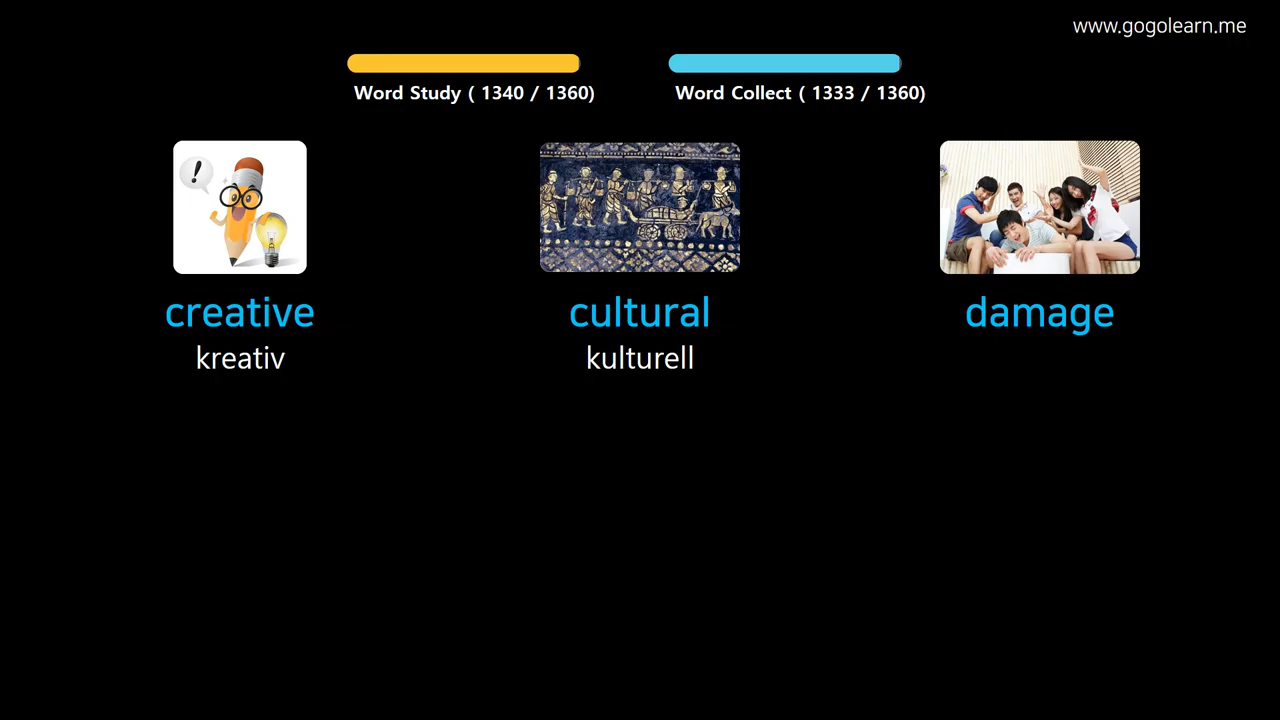 www.gogolearn.me
Word Study ( 1340 / 1360)
Word Collect ( 1333 / 1360)
!
creative
cultural
damage
kreativ
kulturell